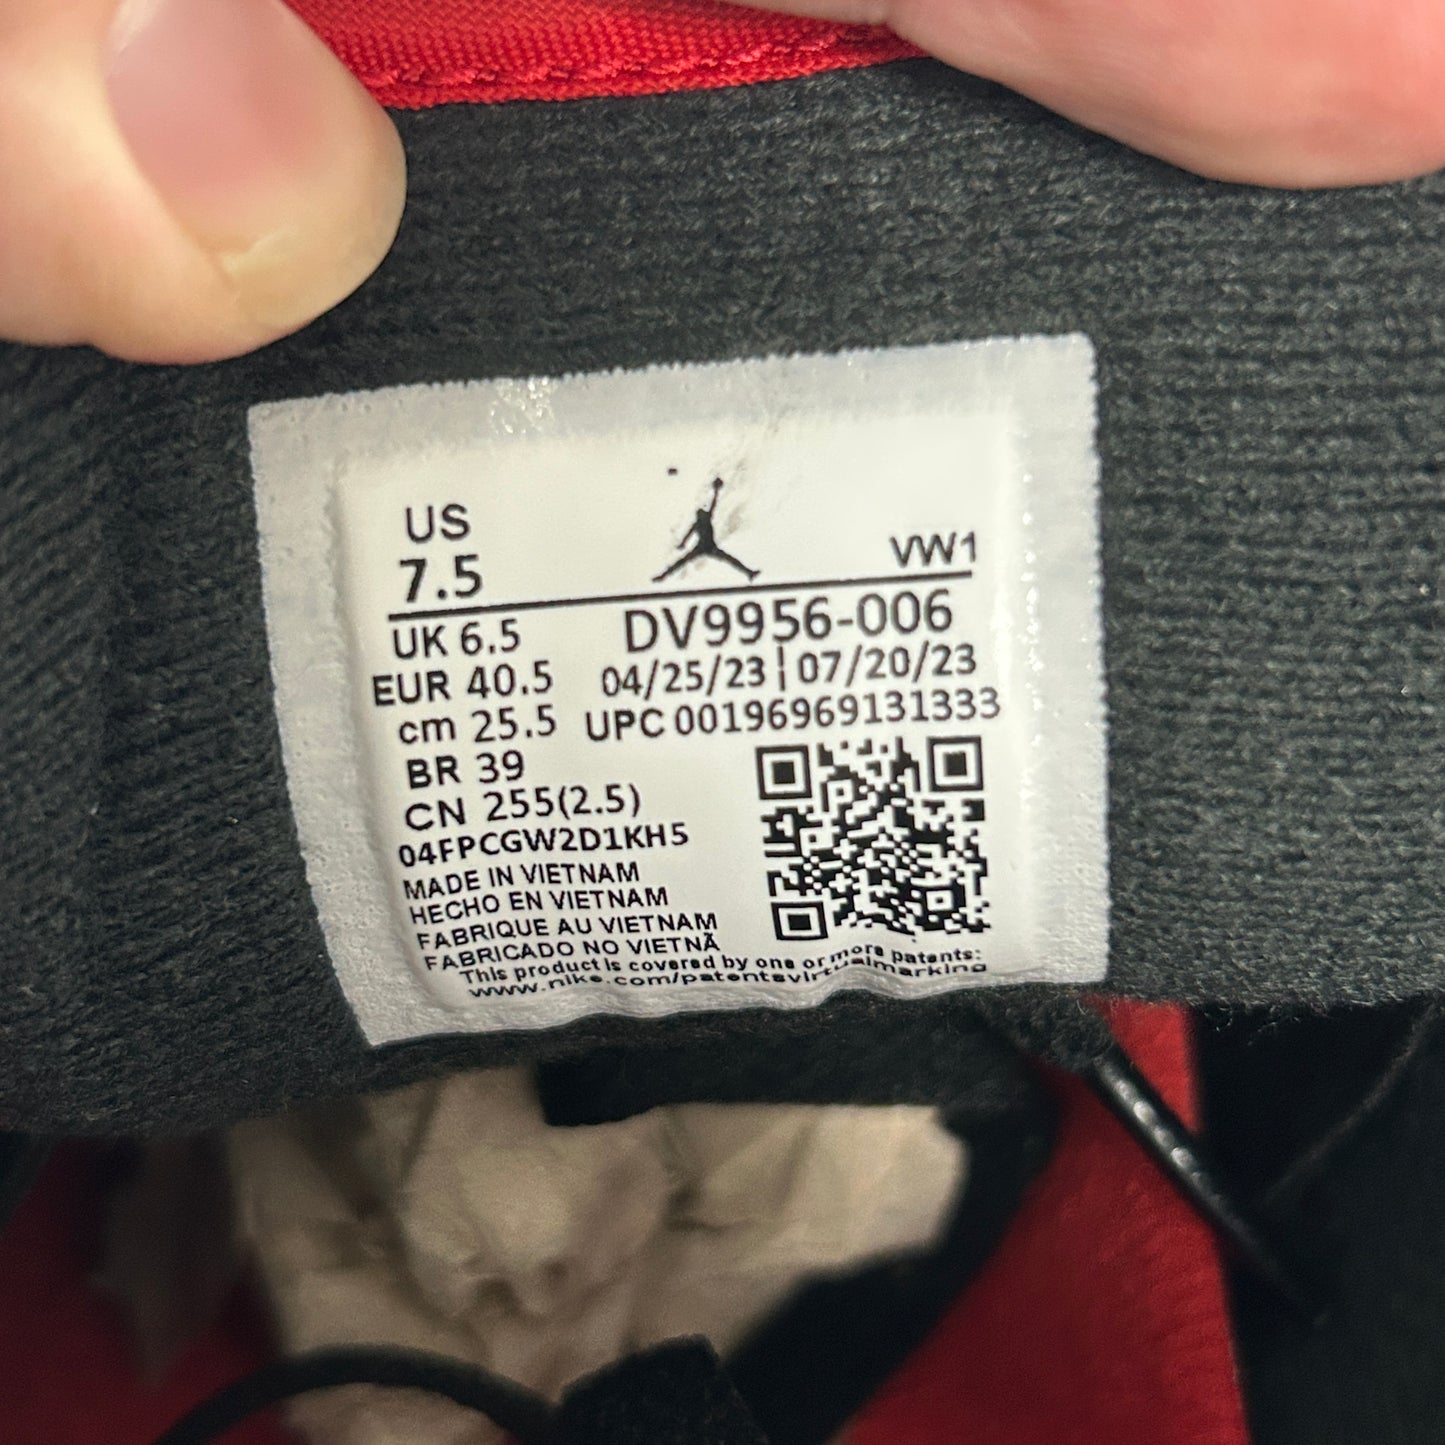 US
7.5
VW1
UK 6.5
DV9956-006
EUR 40.5
04/25/23 | 07/20/23
cm 25.5
UPC 00196969131333
BR 39
CN 255(2.5)
04FPCGW2D1KH5
MADE IN VIETNAM
HECHO EN VIETNAM
FABRIQUE AU VIETNAM
FABRICADO NO VIETNÃ
This product is covered by one or more patents:
www.nike.com/patentsvirtualmarking